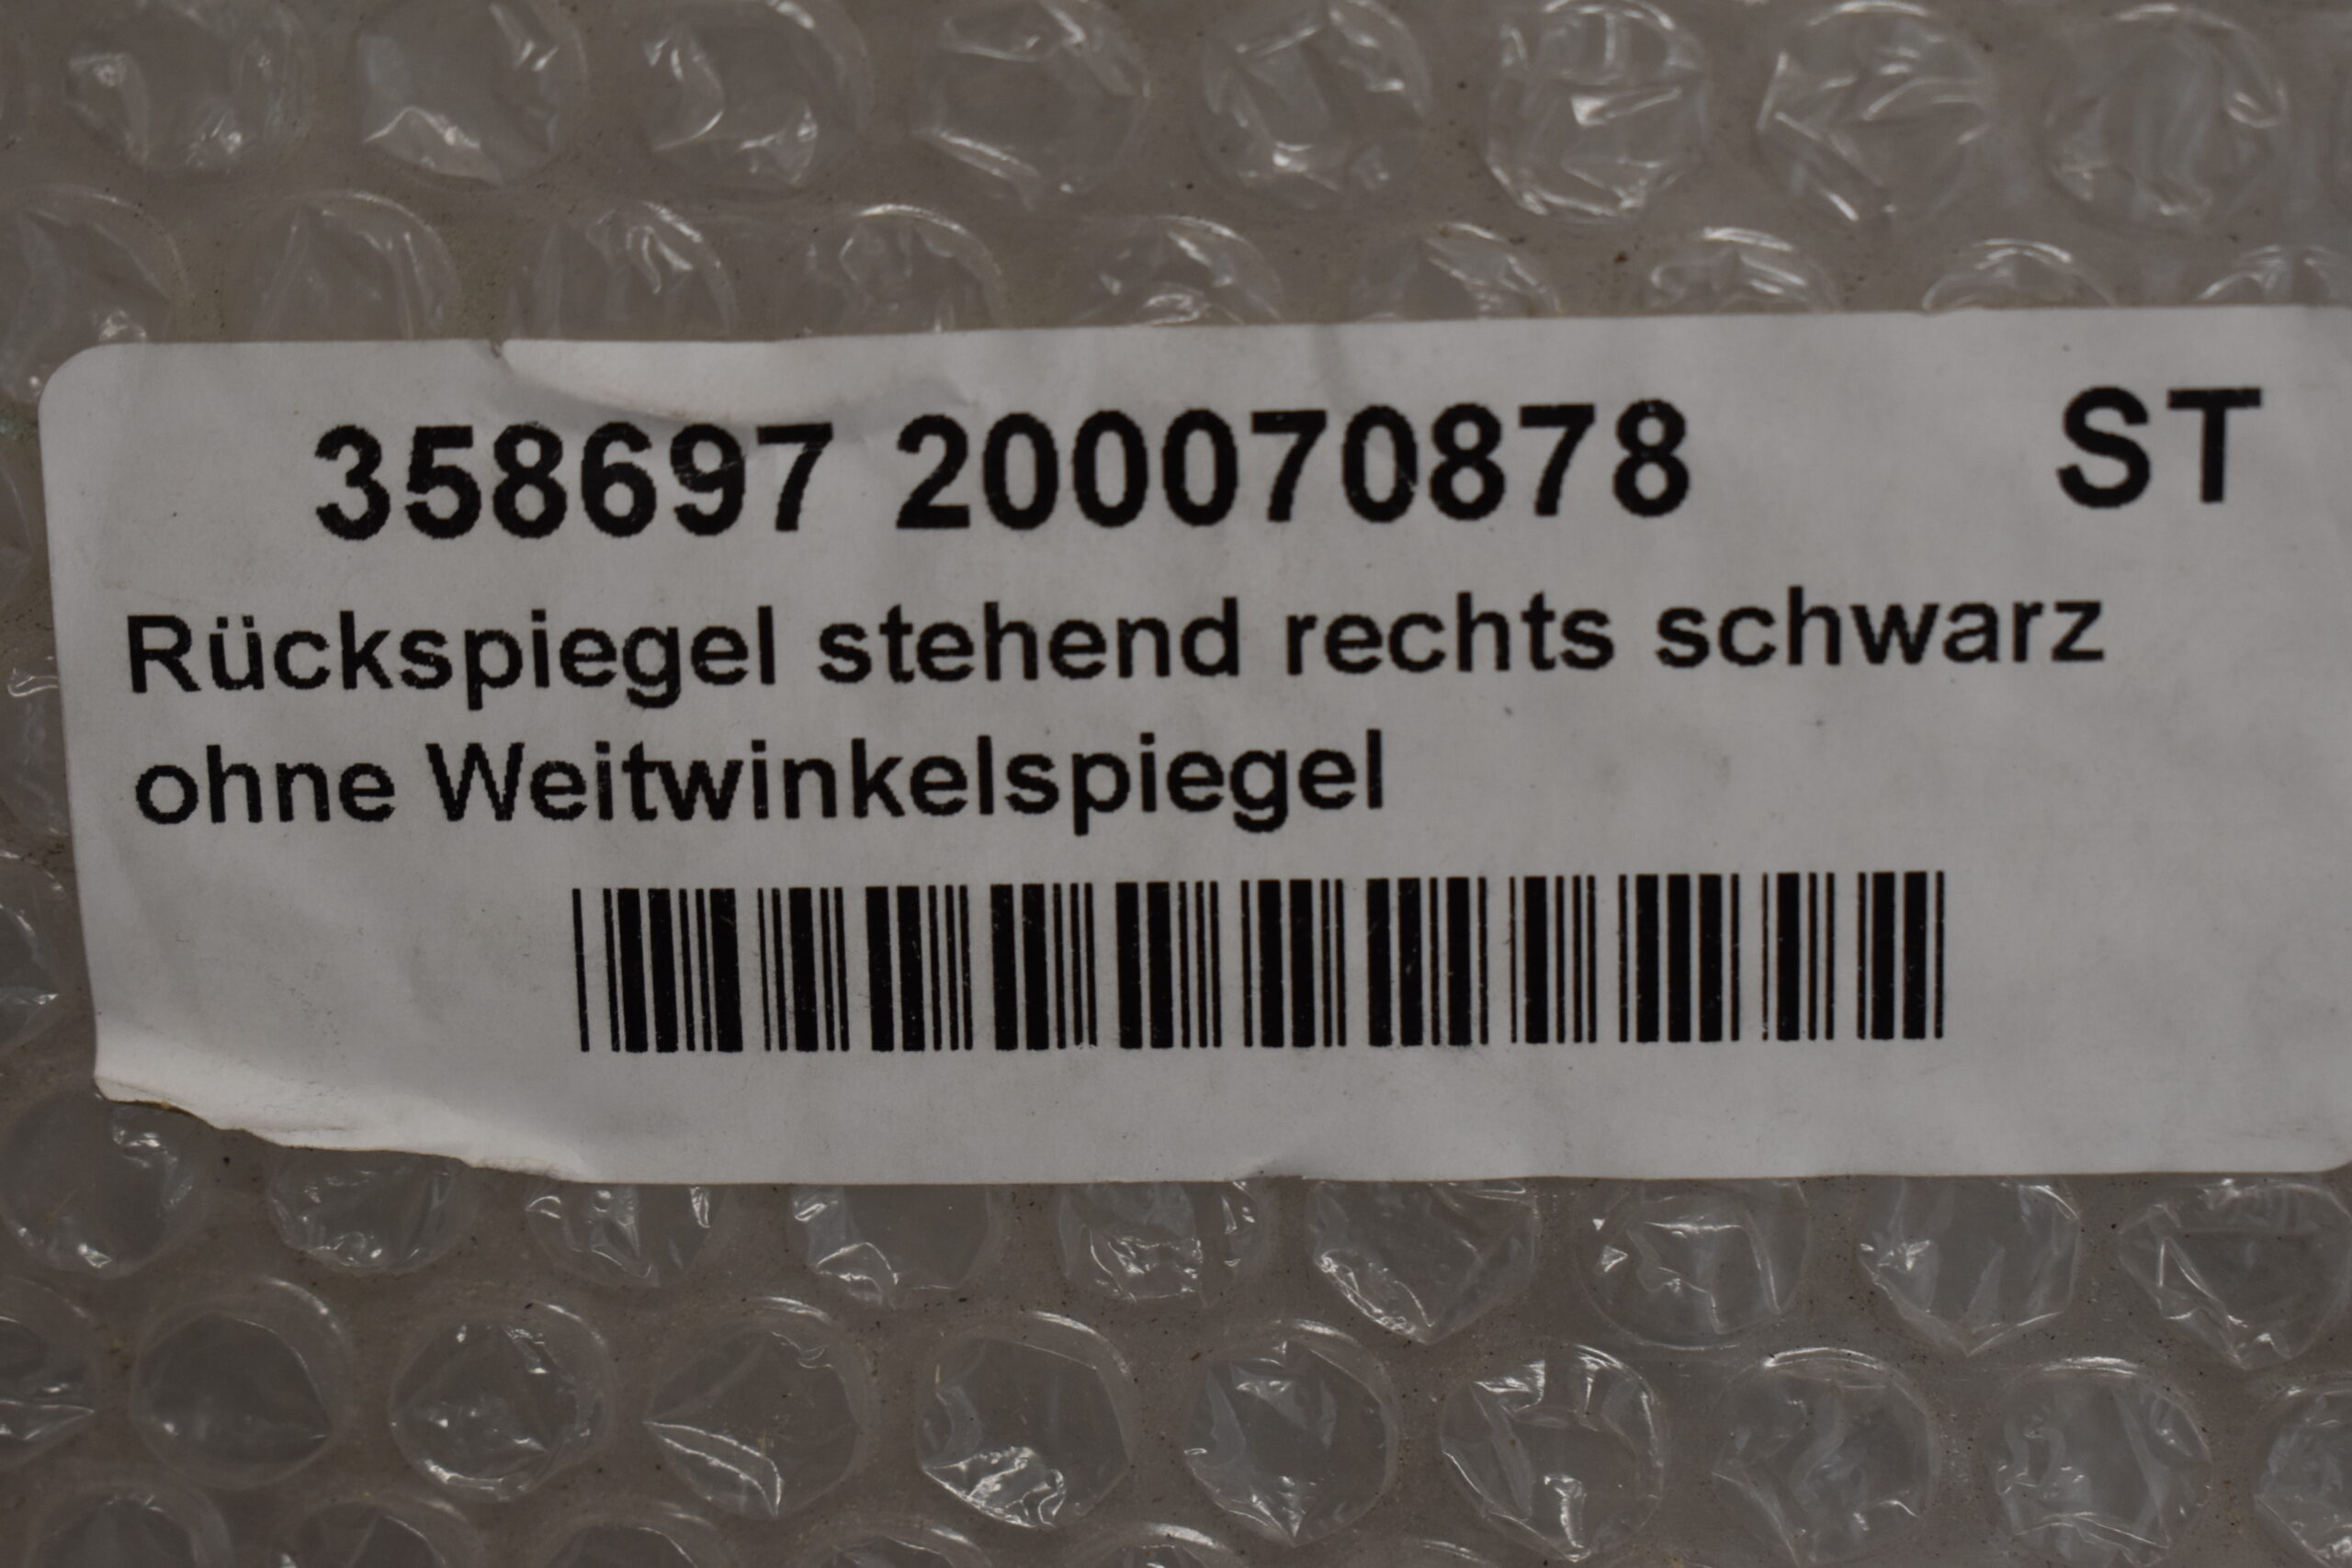 358697 200070878 ST
Rückspiegel stehend rechts schwarz
ohne Weitwinkelspiegel